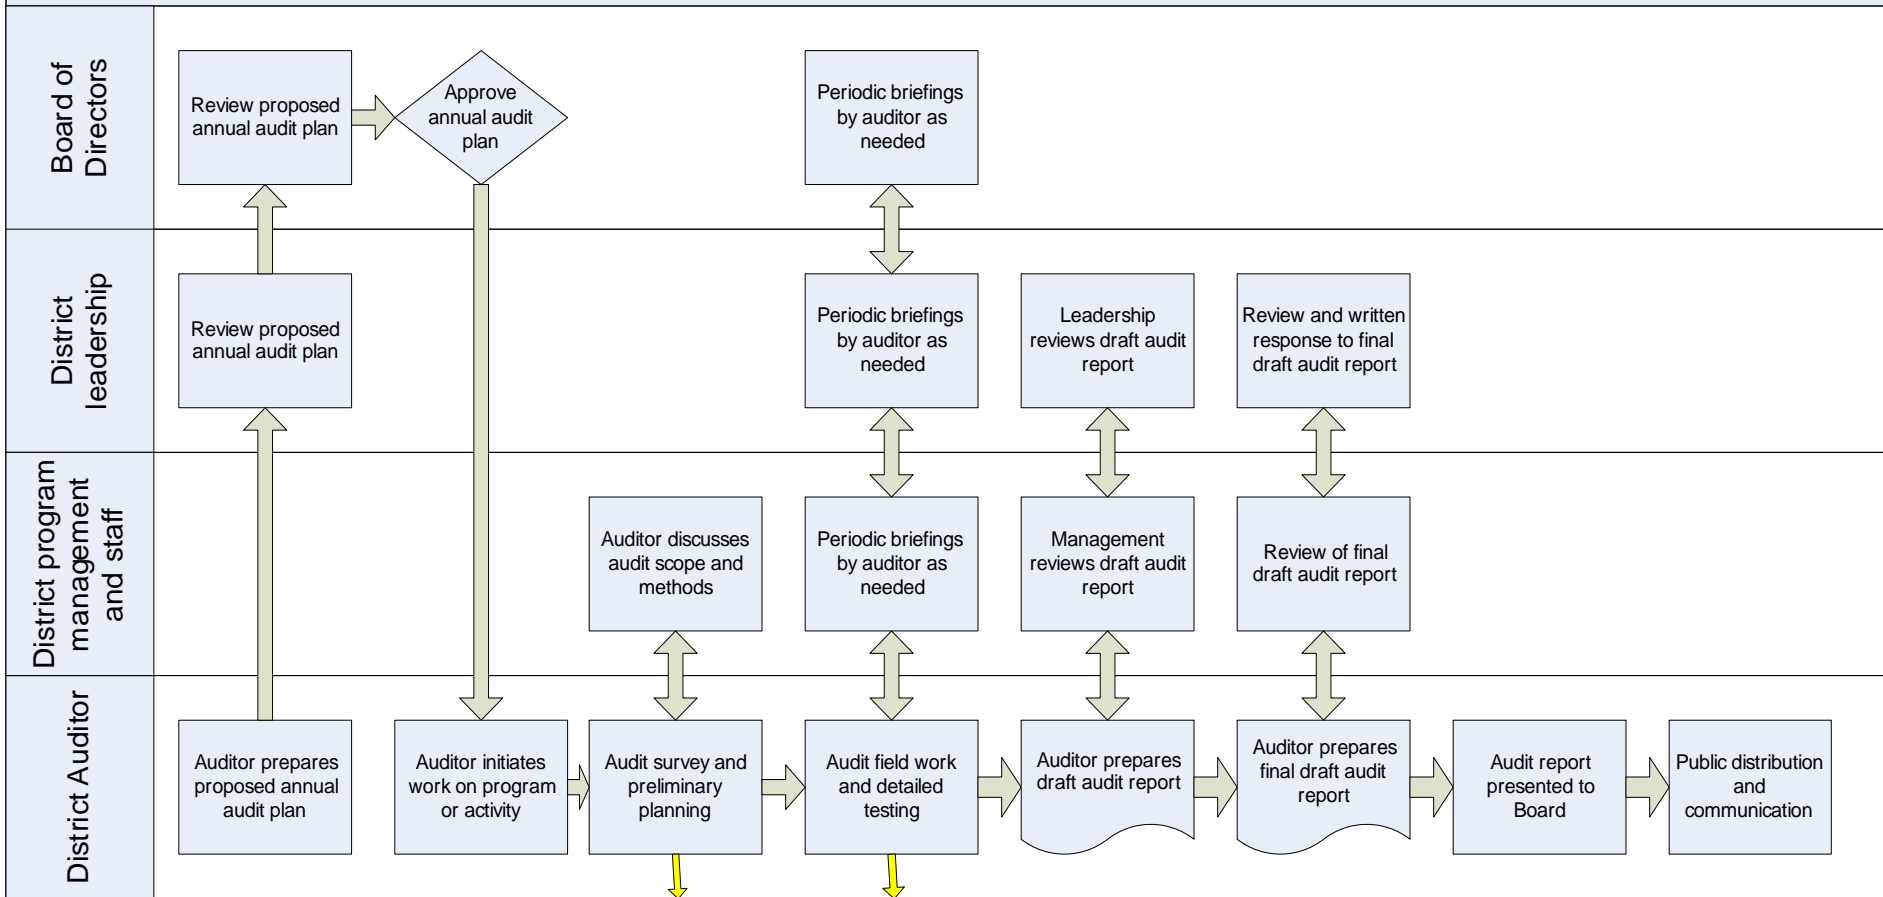 Board of
Directors
Review proposed
annual audit plan
Approve
annual audit
plan
Periodic briefings
by auditor as
needed
District
leadership
Review proposed
annual audit plan
Periodic briefings
by auditor as
needed
Leadership
reviews draft audit
report
Review and written
response to final
draft audit report
District program
management
and staff
Auditor discusses
audit scope and
methods
Periodic briefings
by auditor as
needed
Management
reviews draft audit
report
Review of final
draft audit report
District Auditor
Auditor prepares
proposed annual
audit plan
Auditor initiates
work on program
or activity
Audit survey and
preliminary
planning
Audit field work
and detailed
testing
Auditor prepares
draft audit report
Auditor prepares
final draft audit
report
Audit report
presented to
Board
Public distribution
and
communication